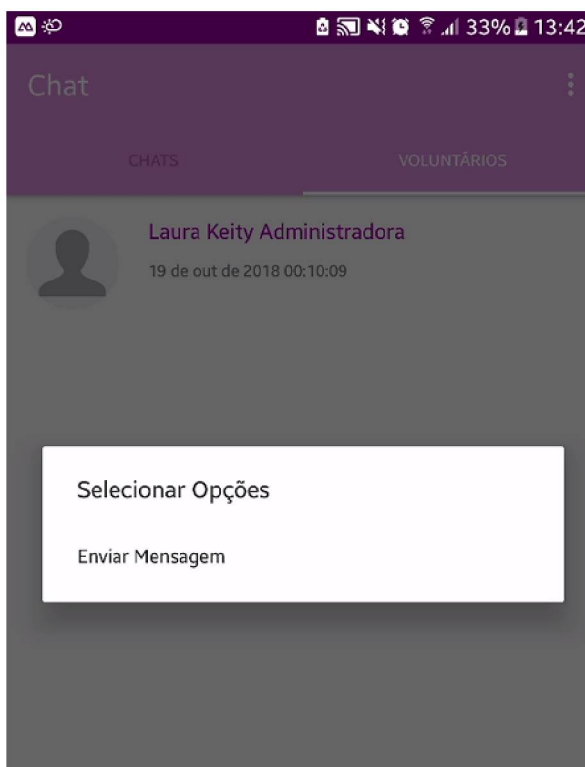 33% 13:42
Chat
CHATS VOLUNTÁRIOS
Laura Keity Administradora
19 de out de 2018 00:10:09
Selecionar Opções
Enviar Mensagem